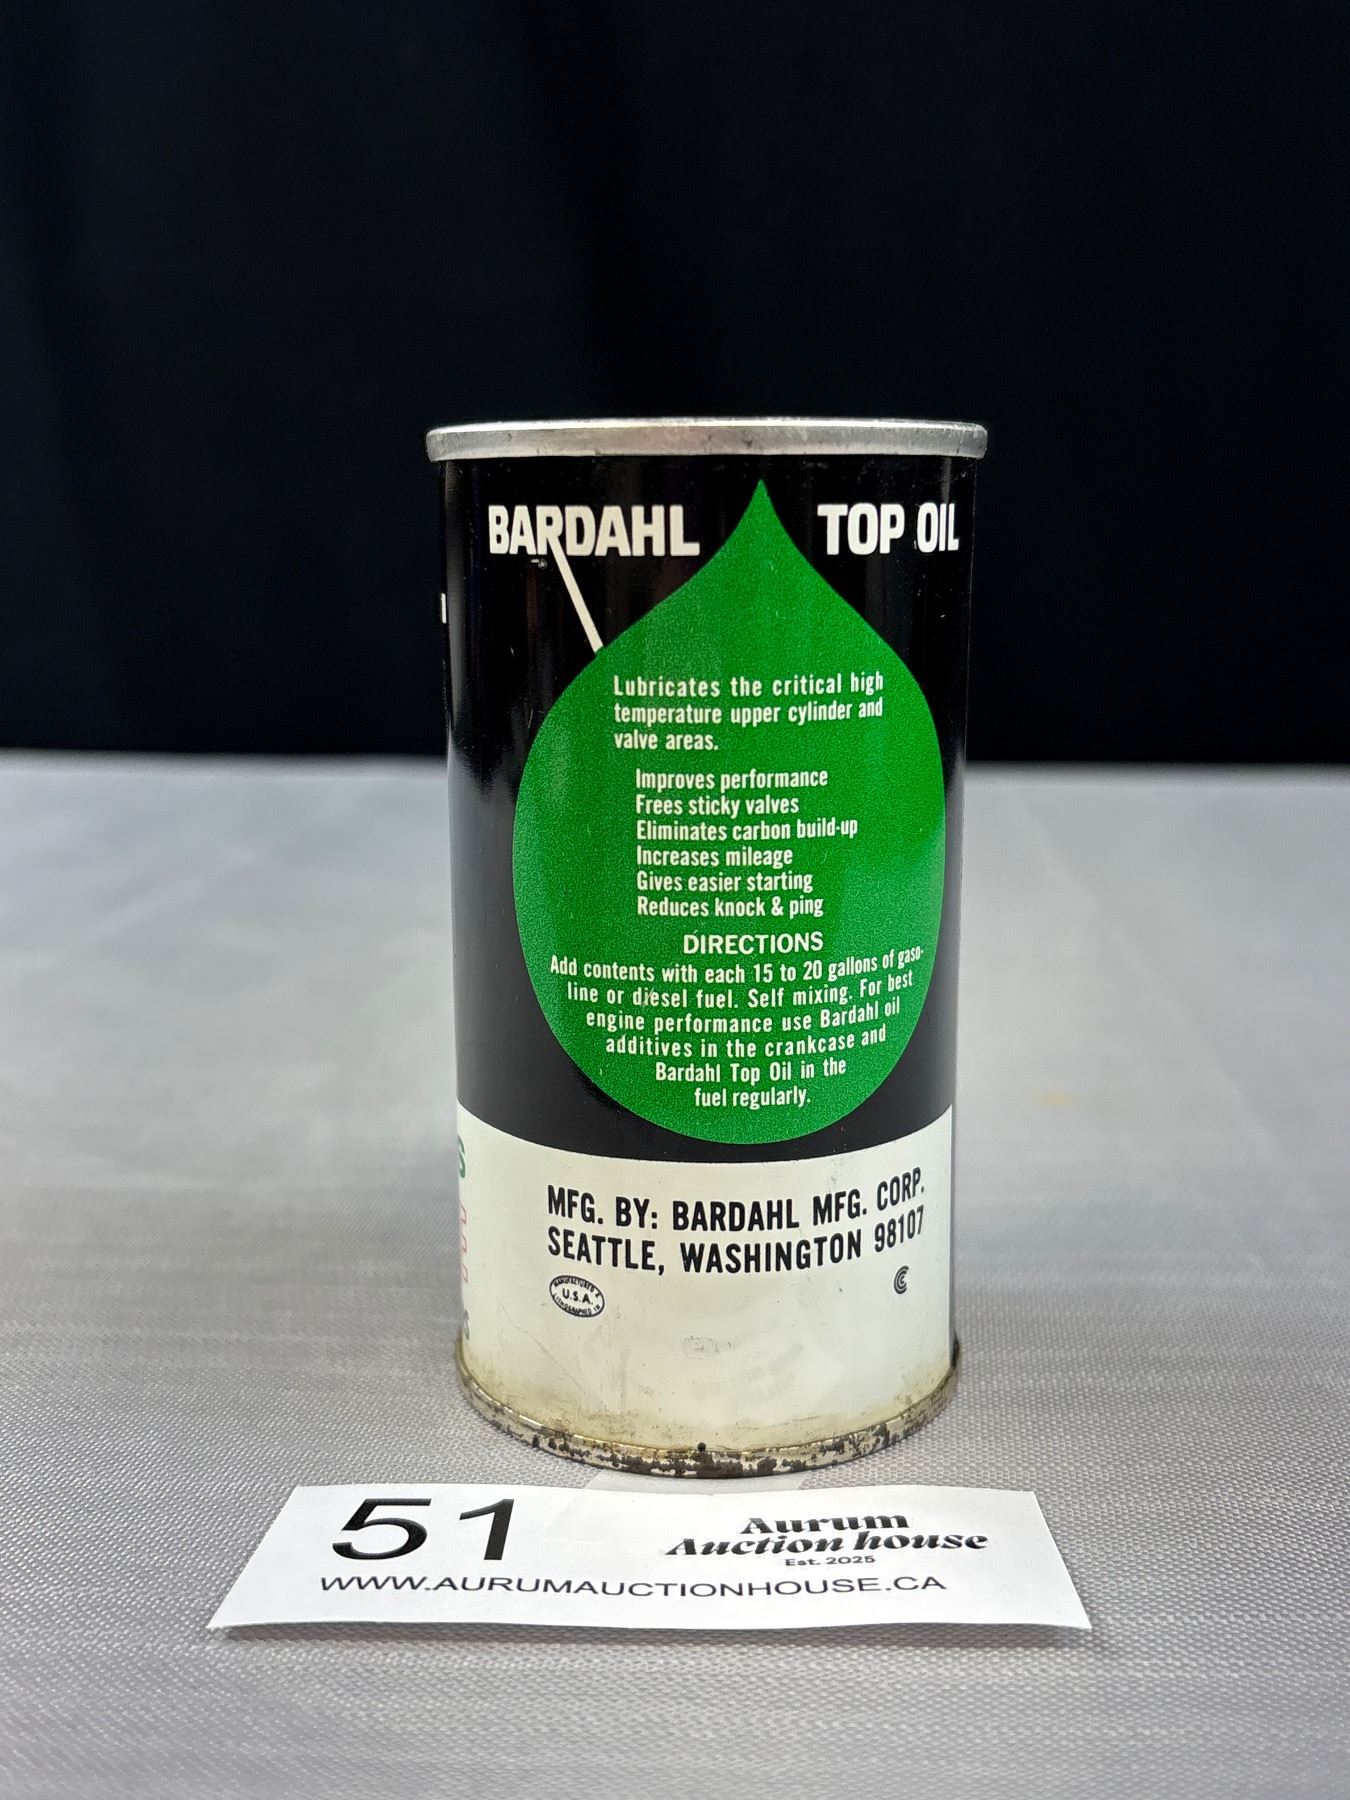 BARDAHL TOP OIL
Lubricates the critical high
temperature upper cylinder and
valve areas.
Improves performance
Frees sticky valves
Eliminates carbon build-up
Increases mileage
Gives easier starting
Reduces knock & ping
DIRECTIONS
Add contents with each 15 to 20 gallons of gaso-
line or diesel fuel. Self mixing. For best
engine performance use Bardahl oil
additives in the crankcase and
Bardahl Top Oil in the
fuel regularly.
MFG. BY: BARDAHL MFG. CORP.
SEATTLE, WASHINGTON 98107
MANUFACTURED &
U.S.A.
LITHOGRAPHED IN
51
Aurum
Auction house
Est. 2025
WWW.AURUMAUCTIONHOUSE.CA